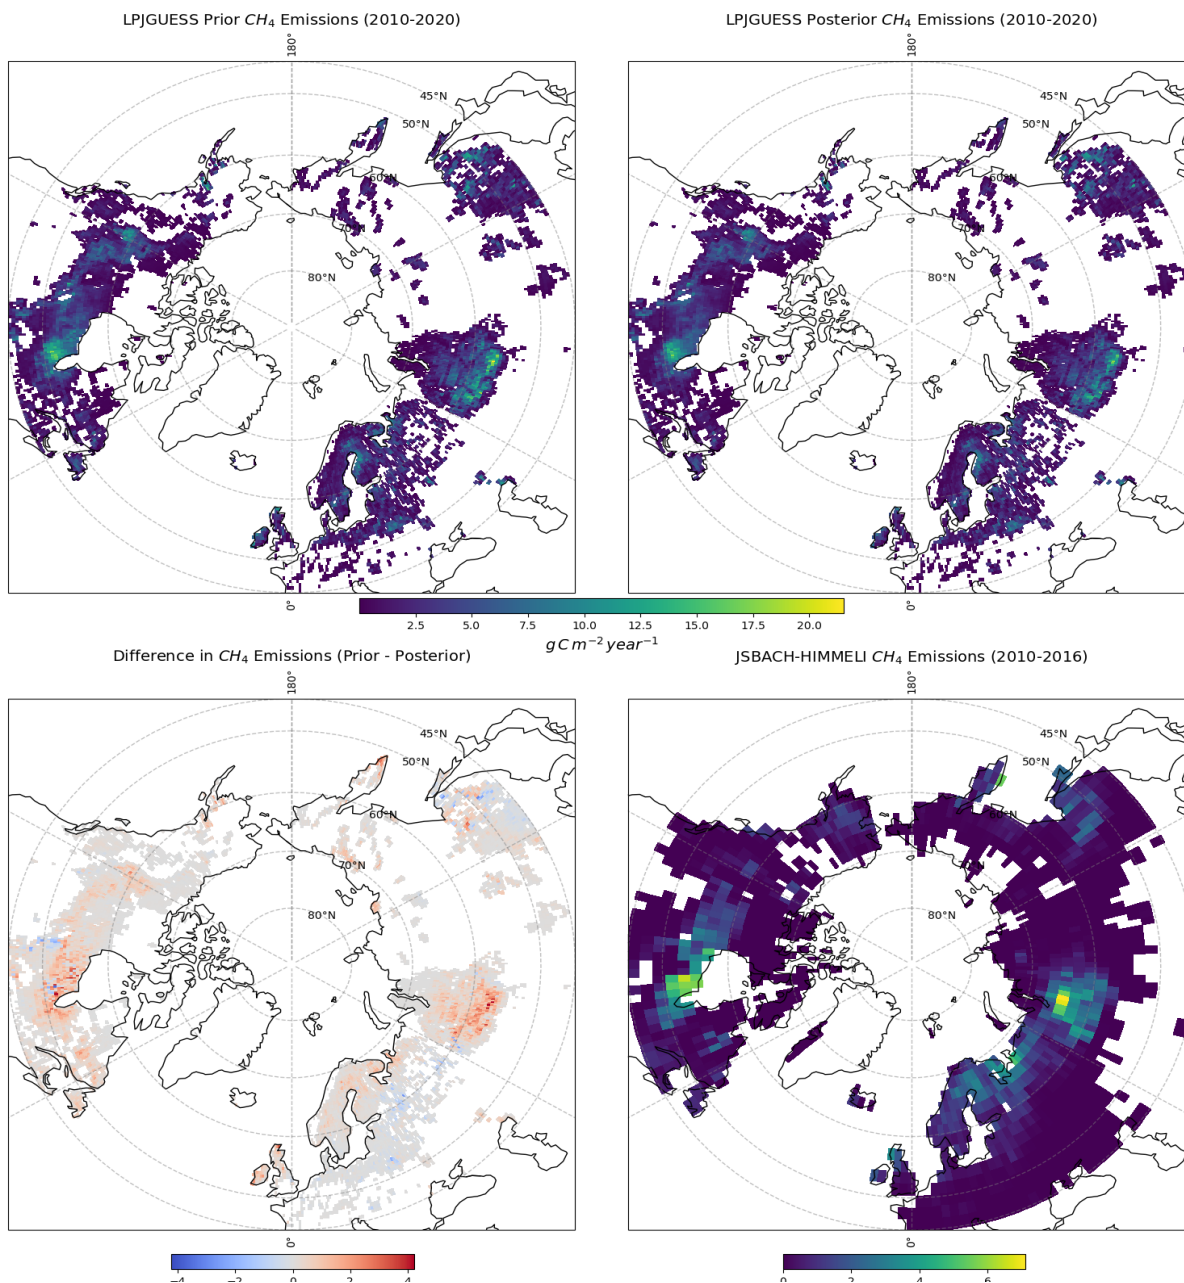 LPJGUESS Prior CH₄ Emissions (2010-2020)
LPJGUESS Posterior CH₄ Emissions (2010-2020)
180°
45°N
50°N
60°N
70°N
80°N
0°
180°
45°N
50°N
60°N
70°N
80°N
0°
2.5 5.0 7.5 10.0 12.5 15.0 17.5 20.0
g C m⁻² year⁻¹
Difference in CH₄ Emissions (Prior - Posterior)
JSBACH-HIMMELI CH₄ Emissions (2010-2016)
180°
45°N
50°N
60°N
70°N
80°N
0°
180°
45°N
50°N
60°N
70°N
80°N
0°
−4 −2 0 2 4
0 2 4 6